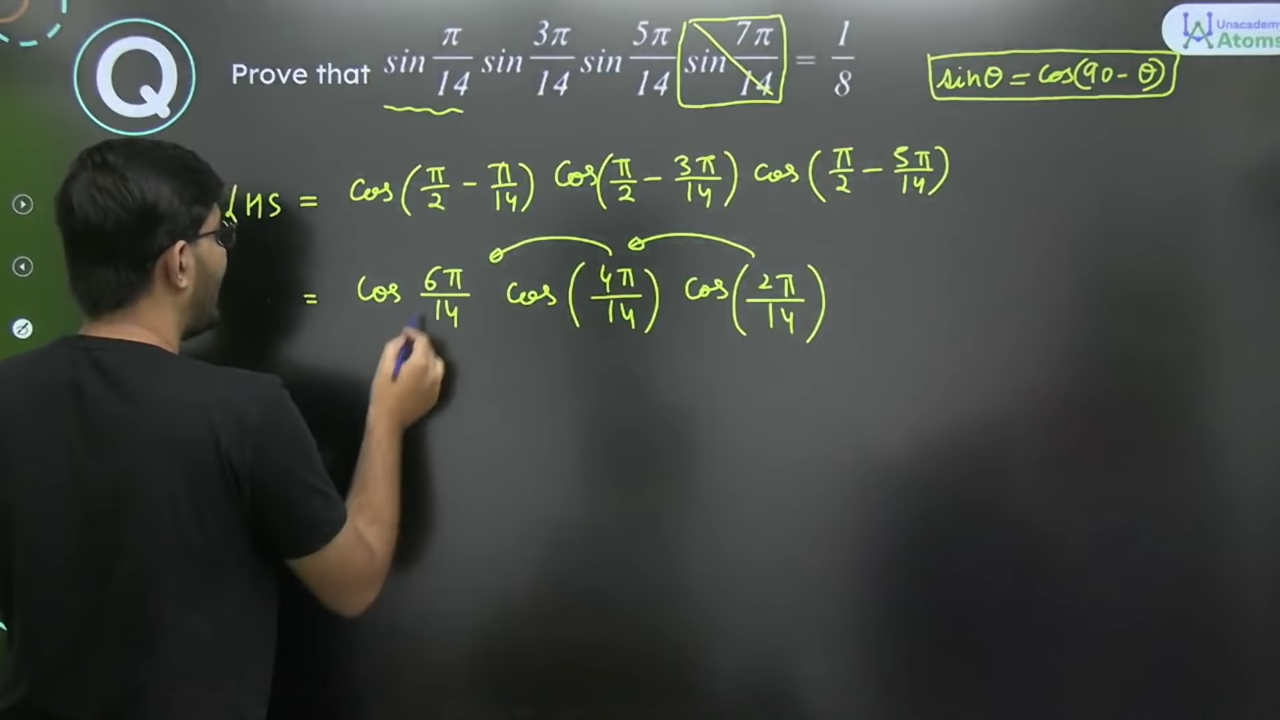 Q Prove that sin π/14 sin 3π/14 sin 5π/14 sin 7π/14 = 1/8
sinθ = cos(90 - θ)
Unacademy
Atoms
LHS = cos(π/2 - π/14) cos(π/2 - 3π/14) cos(π/2 - 5π/14)
= cos 6π/14 cos(4π/14) cos(2π/14)